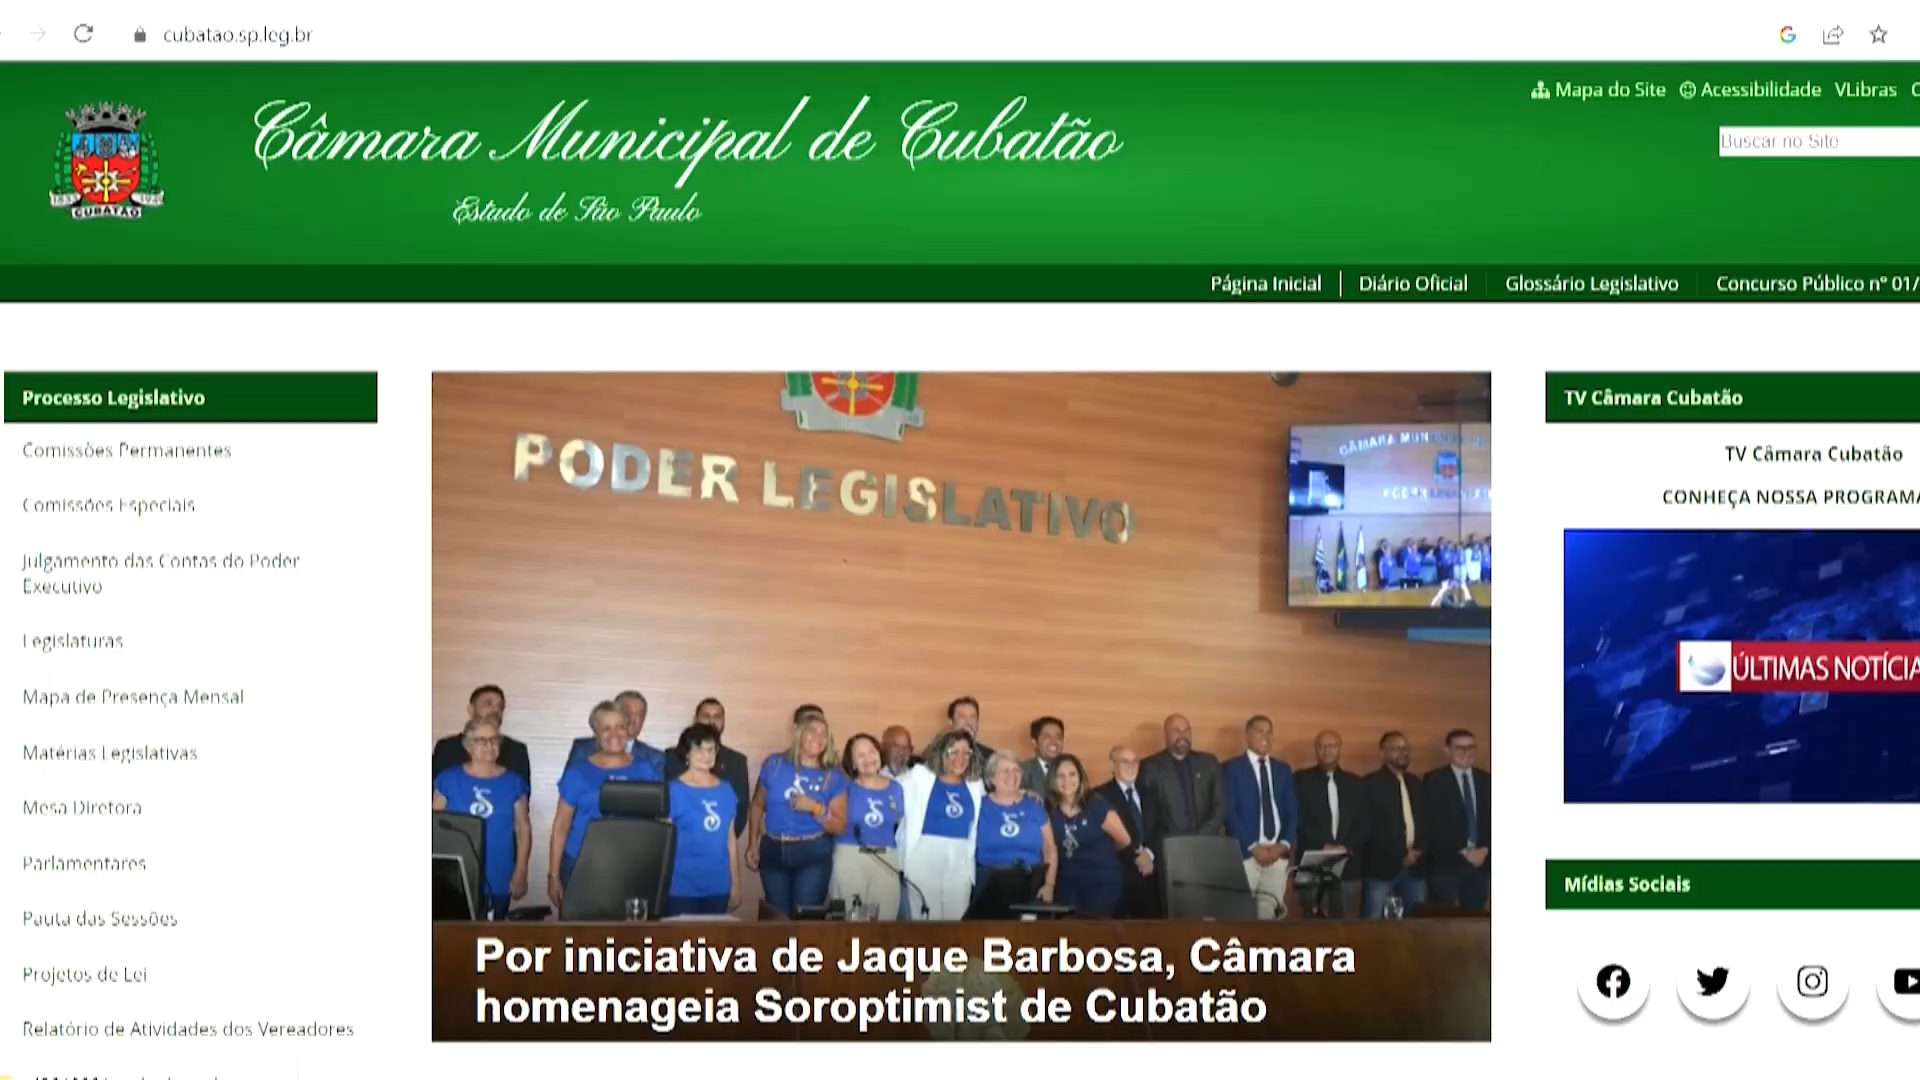 cubatao.sp.leg.br
Mapa do Site Acessibilidade VLibras
Câmara Municipal de Cubatão
Buscar no Site
Estado de São Paulo
CUBATÃO
Página Inicial Diário Oficial Glossário Legislativo Concurso Público nº 01/
Processo Legislativo
Comissões Permanentes
Comissões Especiais
Julgamento das Contas do Poder
Executivo
Legislaturas
Mapa de Presença Mensal
Matérias Legislativas
Mesa Diretora
Parlamentares
Pauta das Sessões
Projetos de Lei
Relatório de Atividades dos Vereadores
PODER LEGISLATIVO
Por iniciativa de Jaque Barbosa, Câmara
homenageia Soroptimist de Cubatão
TV Câmara Cubatão
TV Câmara Cubatão
CONHEÇA NOSSA PROGRAMA
ÚLTIMAS NOTÍCIA
Mídias Sociais